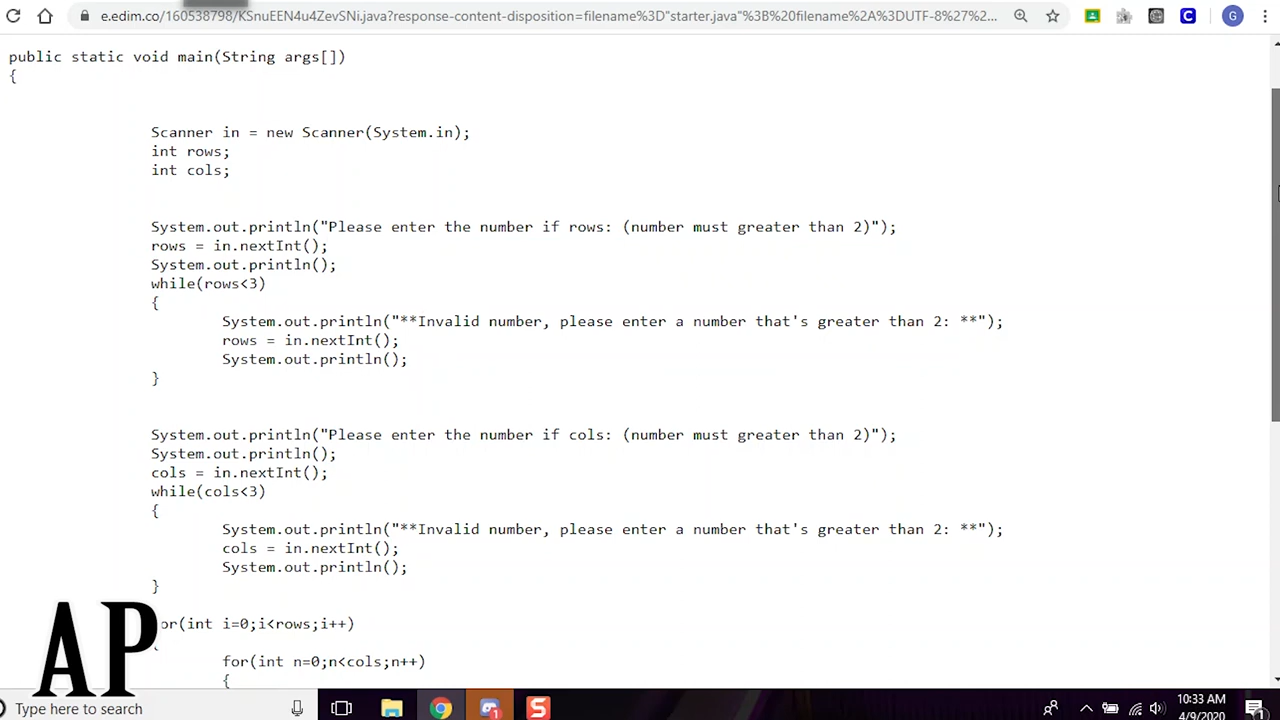 e.edim.co/160538798/KSnuEEN4u4ZevSNi.java?response-content-disposition=filename%3D"starter.java"%3B%20filename%2A%3DUTF-8%27%2...
G
public static void main(String args[])
{
Scanner in = new Scanner(System.in);
int rows;
int cols;
System.out.println("Please enter the number if rows: (number must greater than 2)");
rows = in.nextInt();
System.out.println();
while(rows<3)
{
System.out.println("**Invalid number, please enter a number that's greater than 2: **");
rows = in.nextInt();
System.out.println();
}
System.out.println("Please enter the number if cols: (number must greater than 2)");
System.out.println();
cols = in.nextInt();
while(cols<3)
{
System.out.println("**Invalid number, please enter a number that's greater than 2: **");
cols = in.nextInt();
System.out.println();
}
or(int i=0;i<rows;i++)
for(int n=0;n<cols;n++)
{
AP
Type here to search
10:33 AM
4/9/2020